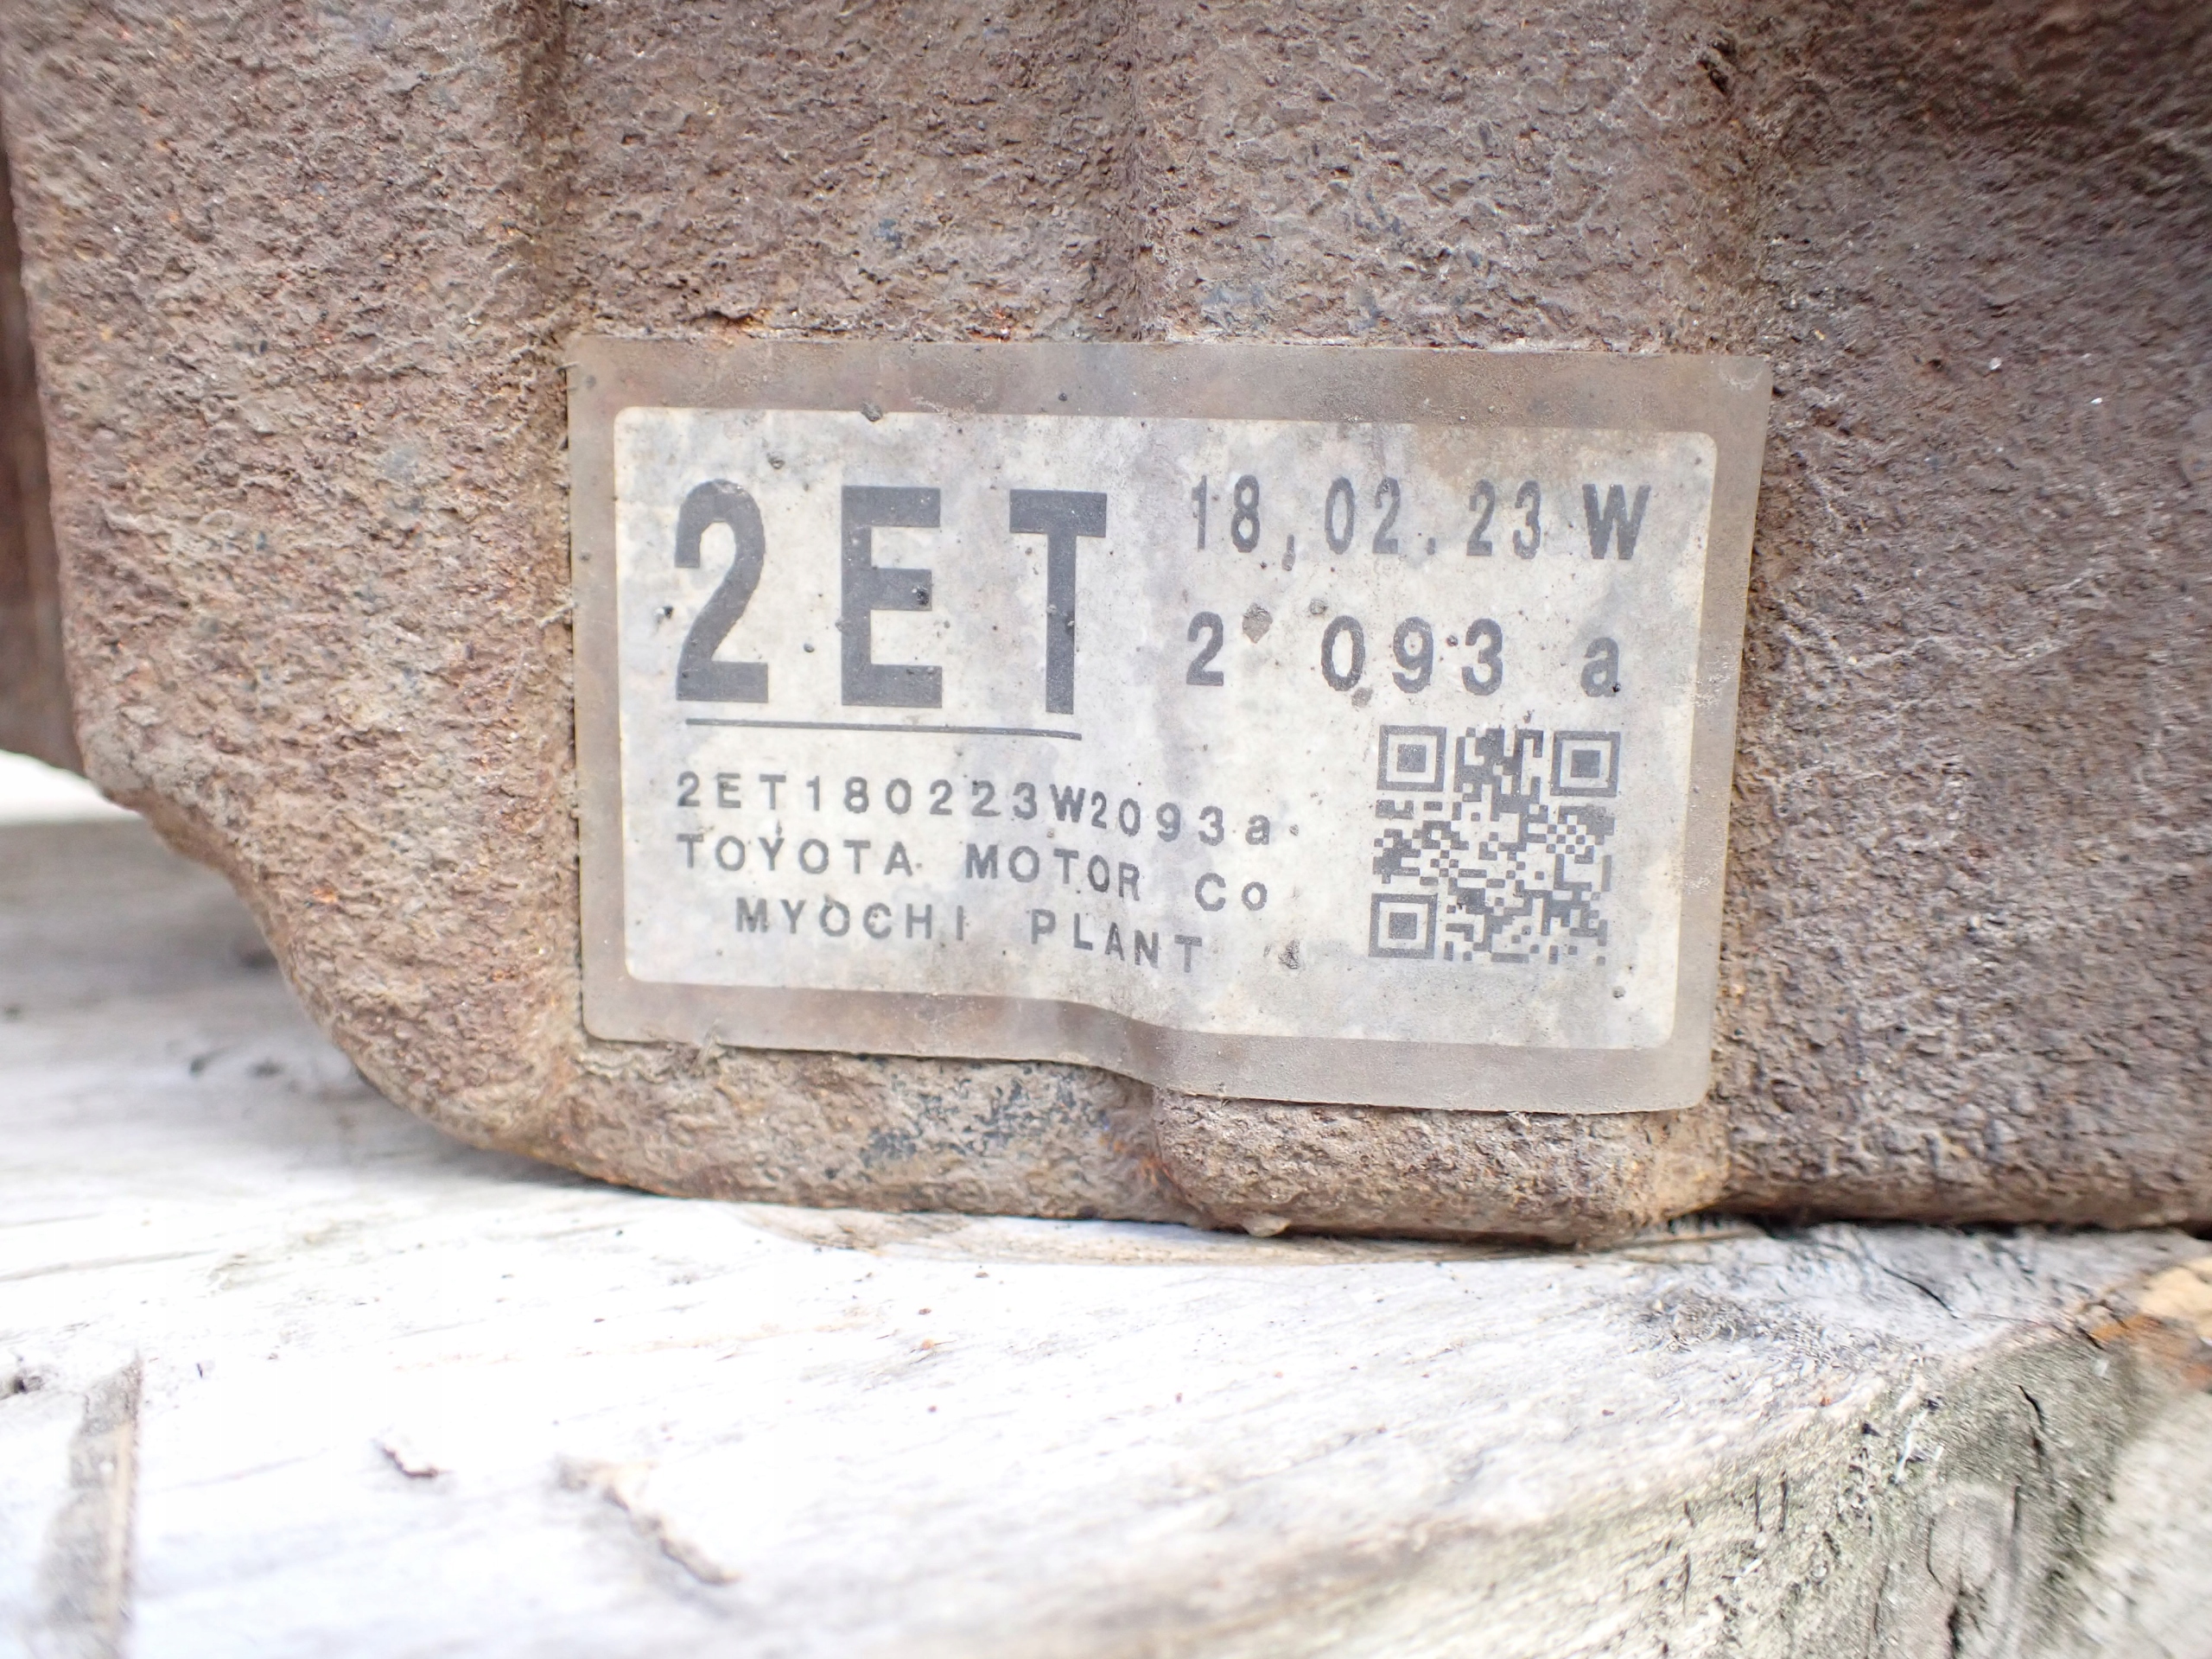 2ET
18,02.23 W
2 093 a
2ET180223W2093a
TOYOTA MOTOR Co
MYOCHI PLANT